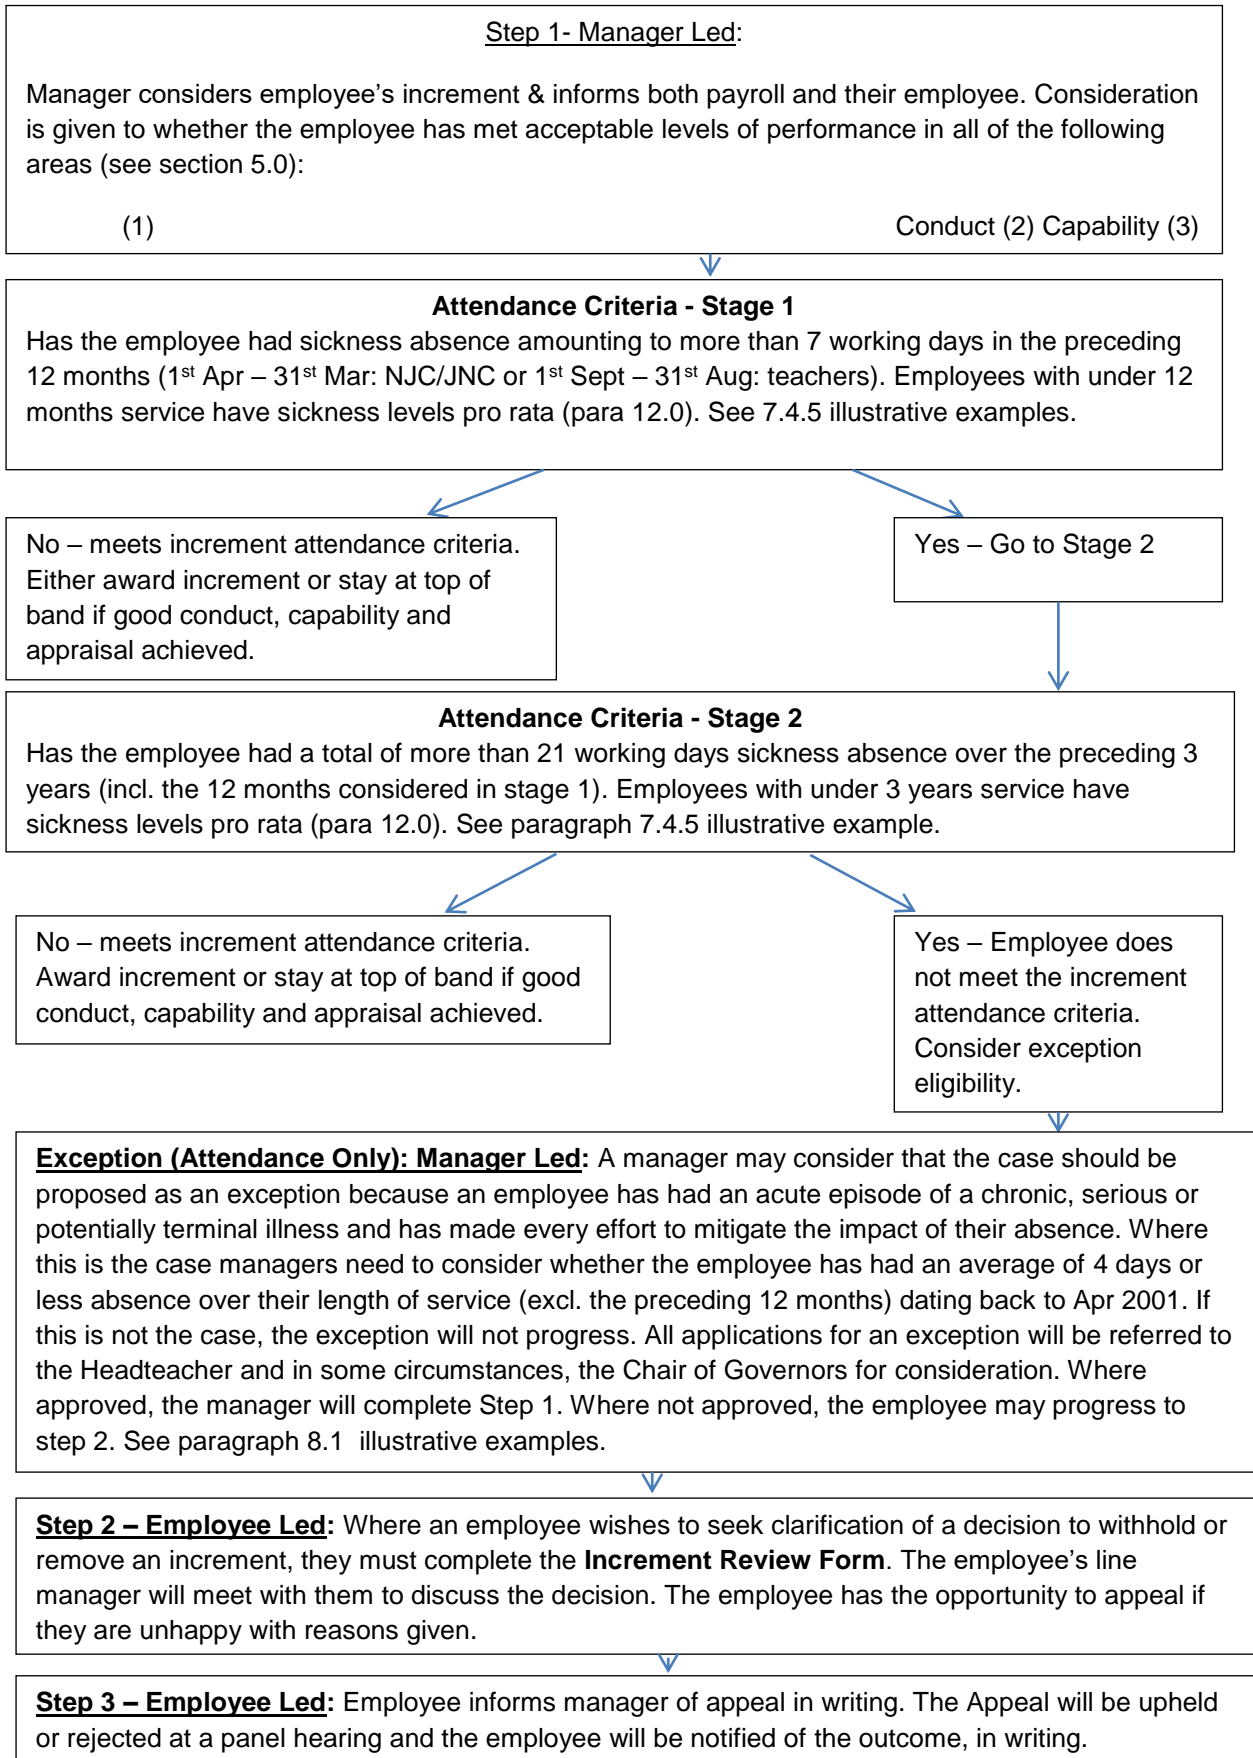 Step 1- Manager Led:
Manager considers employee’s increment & informs both payroll and their employee. Consideration
is given to whether the employee has met acceptable levels of performance in all of the following
areas (see section 5.0):
(1) Conduct (2) Capability (3)
Attendance Criteria - Stage 1
Has the employee had sickness absence amounting to more than 7 working days in the preceding
12 months (1st Apr – 31st Mar: NJC/JNC or 1st Sept – 31st Aug: teachers). Employees with under 12
months service have sickness levels pro rata (para 12.0). See 7.4.5 illustrative examples.
No – meets increment attendance criteria.
Either award increment or stay at top of
band if good conduct, capability and
appraisal achieved.
Yes – Go to Stage 2
Attendance Criteria - Stage 2
Has the employee had a total of more than 21 working days sickness absence over the preceding 3
years (incl. the 12 months considered in stage 1). Employees with under 3 years service have
sickness levels pro rata (para 12.0). See paragraph 7.4.5 illustrative example.
No – meets increment attendance criteria.
Award increment or stay at top of band if good
conduct, capability and appraisal achieved.
Yes – Employee does
not meet the increment
attendance criteria.
Consider exception
eligibility.
Exception (Attendance Only): Manager Led: A manager may consider that the case should be
proposed as an exception because an employee has had an acute episode of a chronic, serious or
potentially terminal illness and has made every effort to mitigate the impact of their absence. Where
this is the case managers need to consider whether the employee has had an average of 4 days or
less absence over their length of service (excl. the preceding 12 months) dating back to Apr 2001. If
this is not the case, the exception will not progress. All applications for an exception will be referred to
the Headteacher and in some circumstances, the Chair of Governors for consideration. Where
approved, the manager will complete Step 1. Where not approved, the employee may progress to
step 2. See paragraph 8.1 illustrative examples.
Step 2 – Employee Led: Where an employee wishes to seek clarification of a decision to withhold or
remove an increment, they must complete the Increment Review Form. The employee’s line
manager will meet with them to discuss the decision. The employee has the opportunity to appeal if
they are unhappy with reasons given.
Step 3 – Employee Led: Employee informs manager of appeal in writing. The Appeal will be upheld
or rejected at a panel hearing and the employee will be notified of the outcome, in writing.